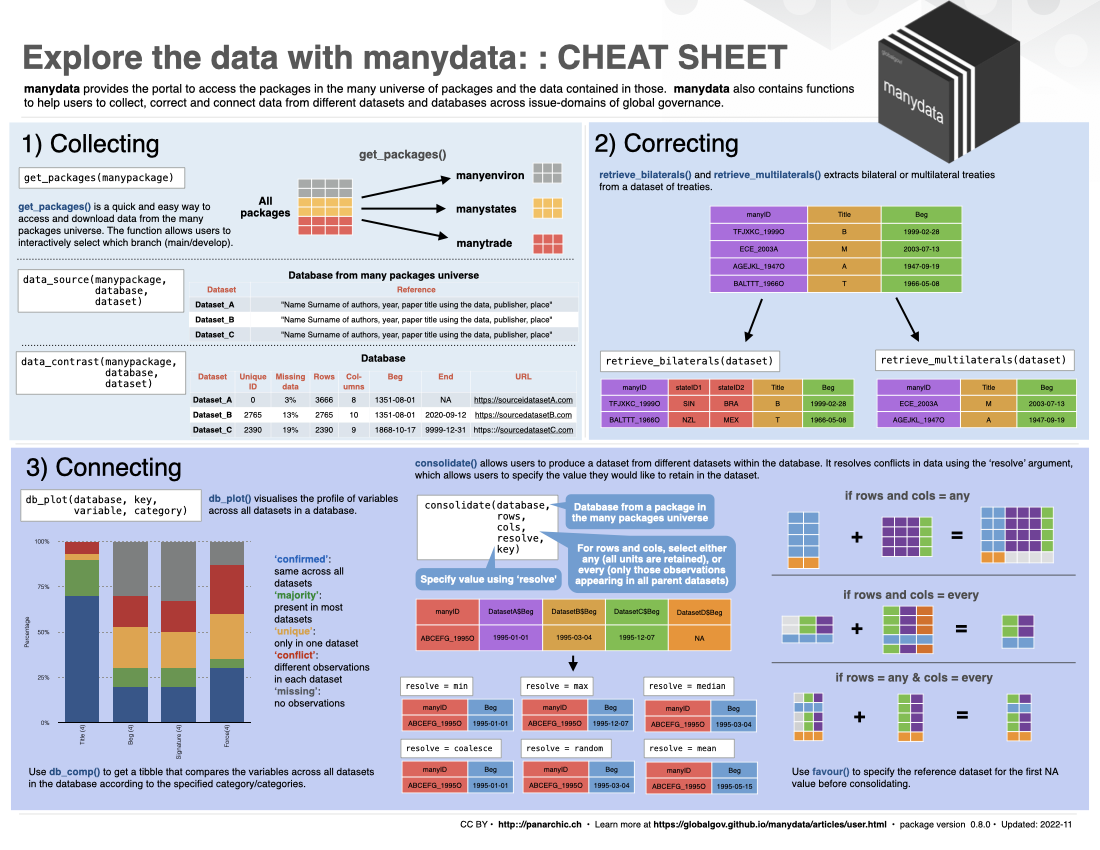 Explore the data with manydata: : CHEAT SHEET
manydata provides the portal to access the packages in the many universe of packages and the data contained in those. manydata also contains functions
to help users to collect, correct and connect data from different datasets and databases across issue-domains of global governance.
globalgov
manydata
1) Collecting
get_packages(manypackage)
get_packages() is a quick and easy way to
access and download data from the many
packages universe. The function allows users to
interactively select which branch (main/develop).
get_packages()
All
packages
manyenviron
manystates
manytrade
data_source(manypackage,
database,
dataset)
Database from many packages universe
Dataset Reference
Dataset_A "Name Surname of authors, year, paper title using the data, publisher, place"
Dataset_B "Name Surname of authors, year, paper title using the data, publisher, place"
Dataset_C "Name Surname of authors, year, paper title using the data, publisher, place"
data_contrast(manypackage,
database,
dataset)
Database
Dataset Unique Missing Rows Col- Beg End URL
ID data umns
Dataset_A 0 3% 3666 8 1351-08-01 NA https://sourceidatasetA.com
Dataset_B 2765 13% 2765 10 1351-08-01 2020-09-12 https://sourcedatasetB.com
Dataset_C 2390 19% 2390 9 1868-10-17 9999-12-31 https://sourcedatasetC.com
2) Correcting
retrieve_bilaterals() and retrieve_multilaterals() extracts bilateral or multilateral treaties
from a dataset of treaties.
manyID Title Beg
TFJXKC_1999O B 1999-02-28
ECE_2003A M 2003-07-13
AGEJKL_1947O A 1947-09-19
BALTTT_1966O T 1966-05-08
retrieve_bilaterals(dataset)
manyID stateID1 stateID2 Title Beg
TFJXKC_1999O SIN BRA B 1999-02-28
BALTTT_1966O NZL MEX T 1966-05-08
retrieve_multilaterals(dataset)
manyID Title Beg
ECE_2003A M 2003-07-13
AGEJKL_1947O A 1947-09-19
3) Connecting
db_plot(database, key,
variable, category)
db_plot() visualises the profile of variables
across all datasets in a database.
Percentage
100%
75%
50%
25%
0%
Title (4)
Beg (4)
Signature (4)
Force(4)
'confirmed':
same across all
datasets
'majority':
present in most
datasets
'unique':
only in one dataset
'conflict':
different observations
in each dataset
'missing':
no observations
Use db_comp() to get a tibble that compares the variables across all datasets
in the database according to the specified category/categories.
consolidate() allows users to produce a dataset from different datasets within the database. It resolves conflicts in data using the 'resolve' argument,
which allows users to specify the value they would like to retain in the dataset.
consolidate(database,
rows,
cols,
resolve,
key)
Database from a package in
the many packages universe
For rows and cols, select either
any (all units are retained), or
every (only those observations
appearing in all parent datasets)
Specify value using 'resolve'
manyID DatasetA$Beg DatasetB$Beg DatasetC$Beg DatasetD$Beg
ABCEFG_1995O 1995-01-01 1995-03-04 1995-12-07 NA
resolve = min
manyID Beg
ABCEFG_1995O 1995-01-01
resolve = max
manyID Beg
ABCEFG_1995O 1995-12-07
resolve = median
manyID Beg
ABCEFG_1995O 1995-03-04
resolve = coalesce
manyID Beg
ABCEFG_1995O 1995-01-01
resolve = random
manyID Beg
ABCEFG_1995O 1995-03-04
resolve = mean
manyID Beg
ABCEFG_1995O 1995-05-15
if rows and cols = any
+ =
if rows and cols = every
+ =
if rows = any & cols = every
+ =
Use favour() to specify the reference dataset for the first NA
value before consolidating.
CC BY • http://panarchic.ch • Learn more at https://globalgov.github.io/manydata/articles/user.html • package version 0.8.0 • Updated: 2022-11